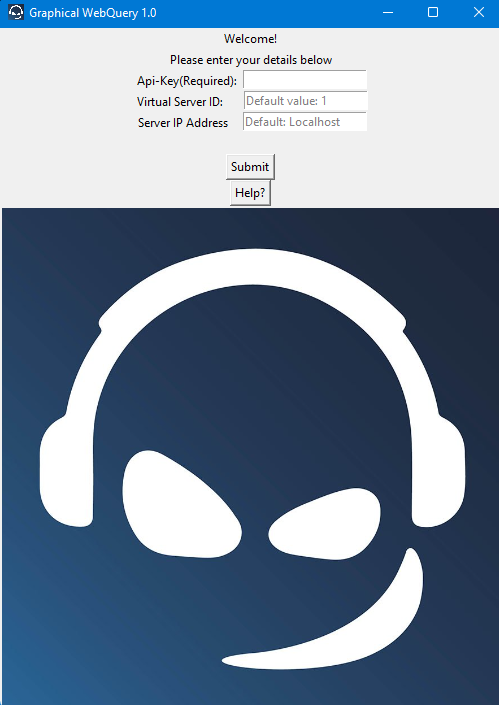 Graphical WebQuery 1.0
Welcome!
Please enter your details below
Api-Key(Required):
Virtual Server ID: Default value: 1
Server IP Address Default: Localhost
Submit
Help?